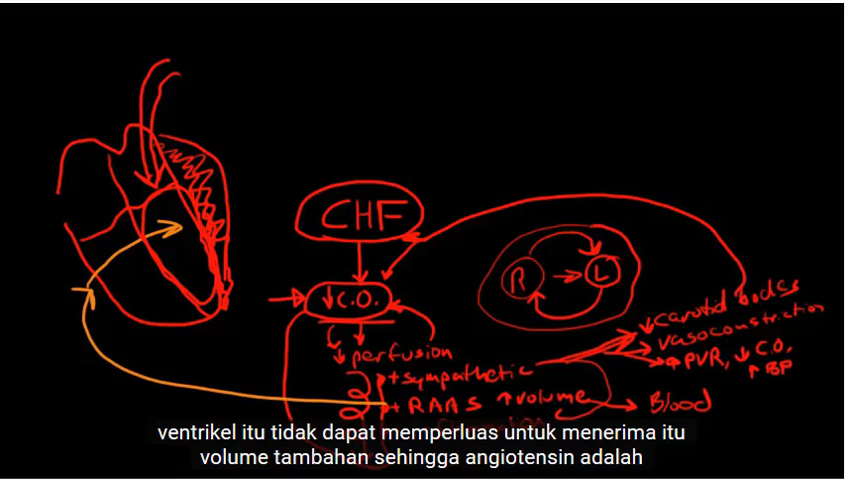 CHF
R → L
↓ C.O.
↓ perfusion
+ sympathetic
+ RAAS ↑ volume
→ Blood
↓ carotid bodies
vasoconstriction
↑ PVR, ↓ C.O.
↑ BP
ventrikel itu tidak dapat memperluas untuk menerima itu
volume tambahan sehingga angiotensin adalah